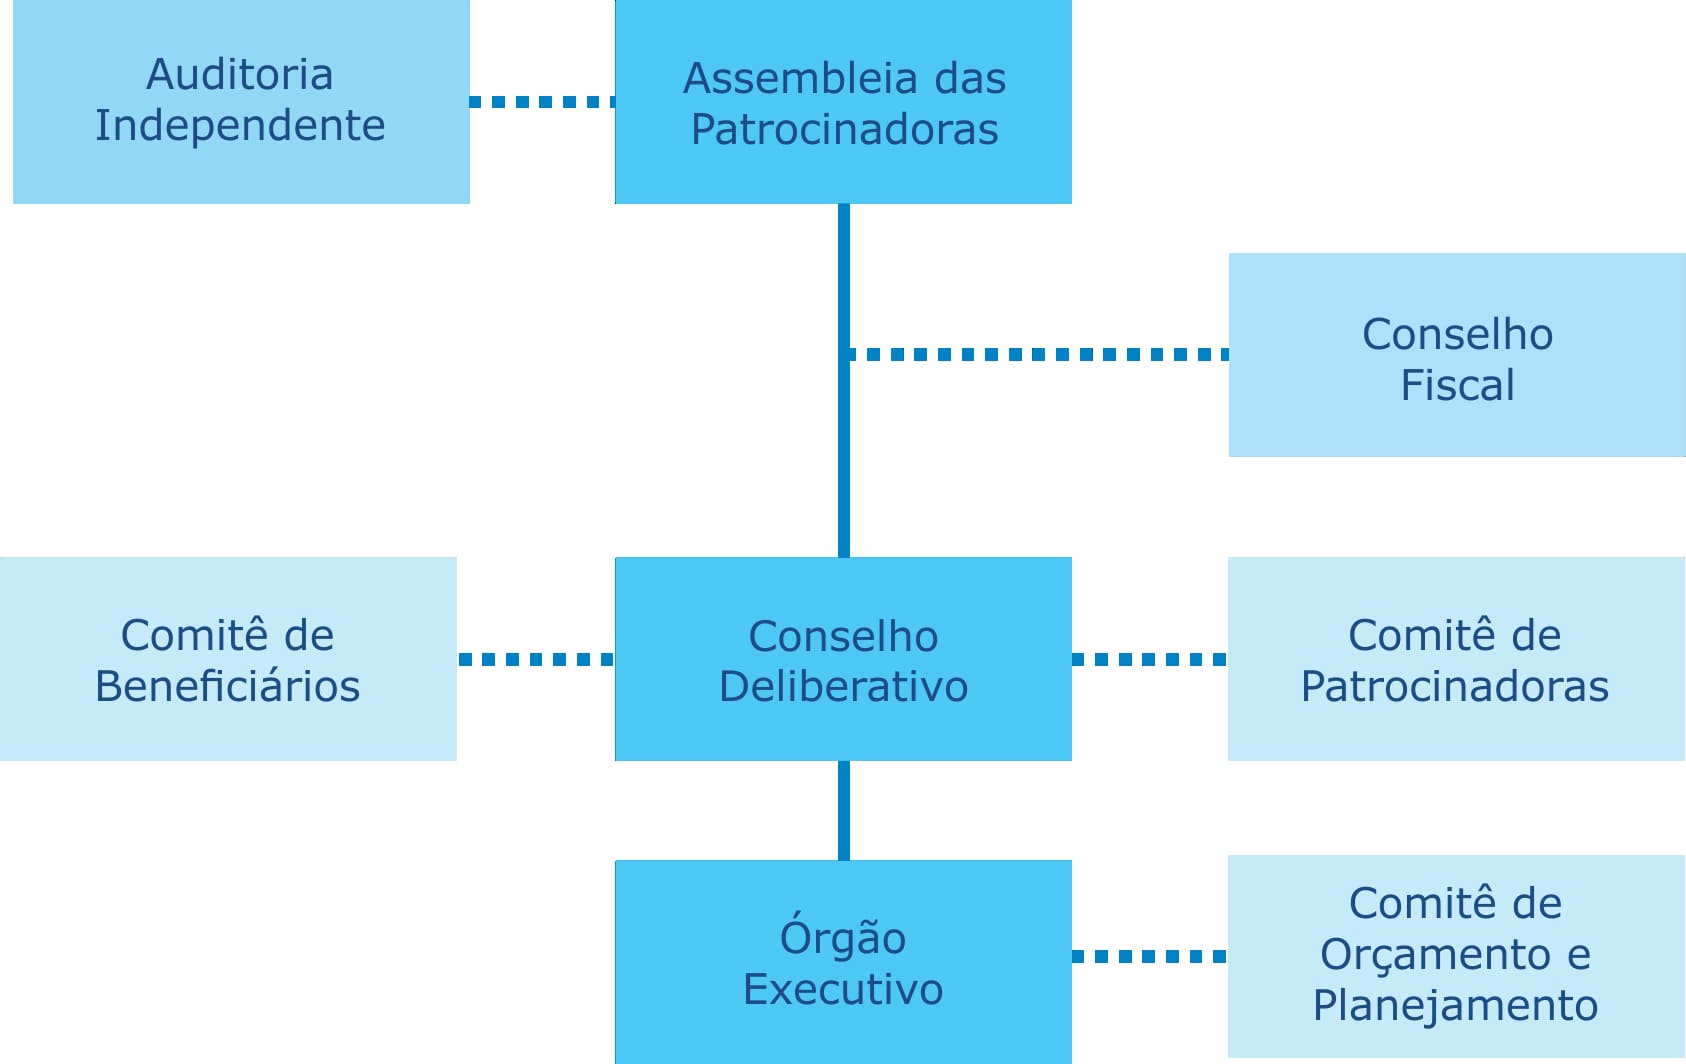 Auditoria
Independente
Assembleia das
Patrocinadoras
Conselho
Fiscal
Comitê de
Beneficiários
Conselho
Deliberativo
Comitê de
Patrocinadoras
Órgão
Executivo
Comitê de
Orçamento e
Planejamento